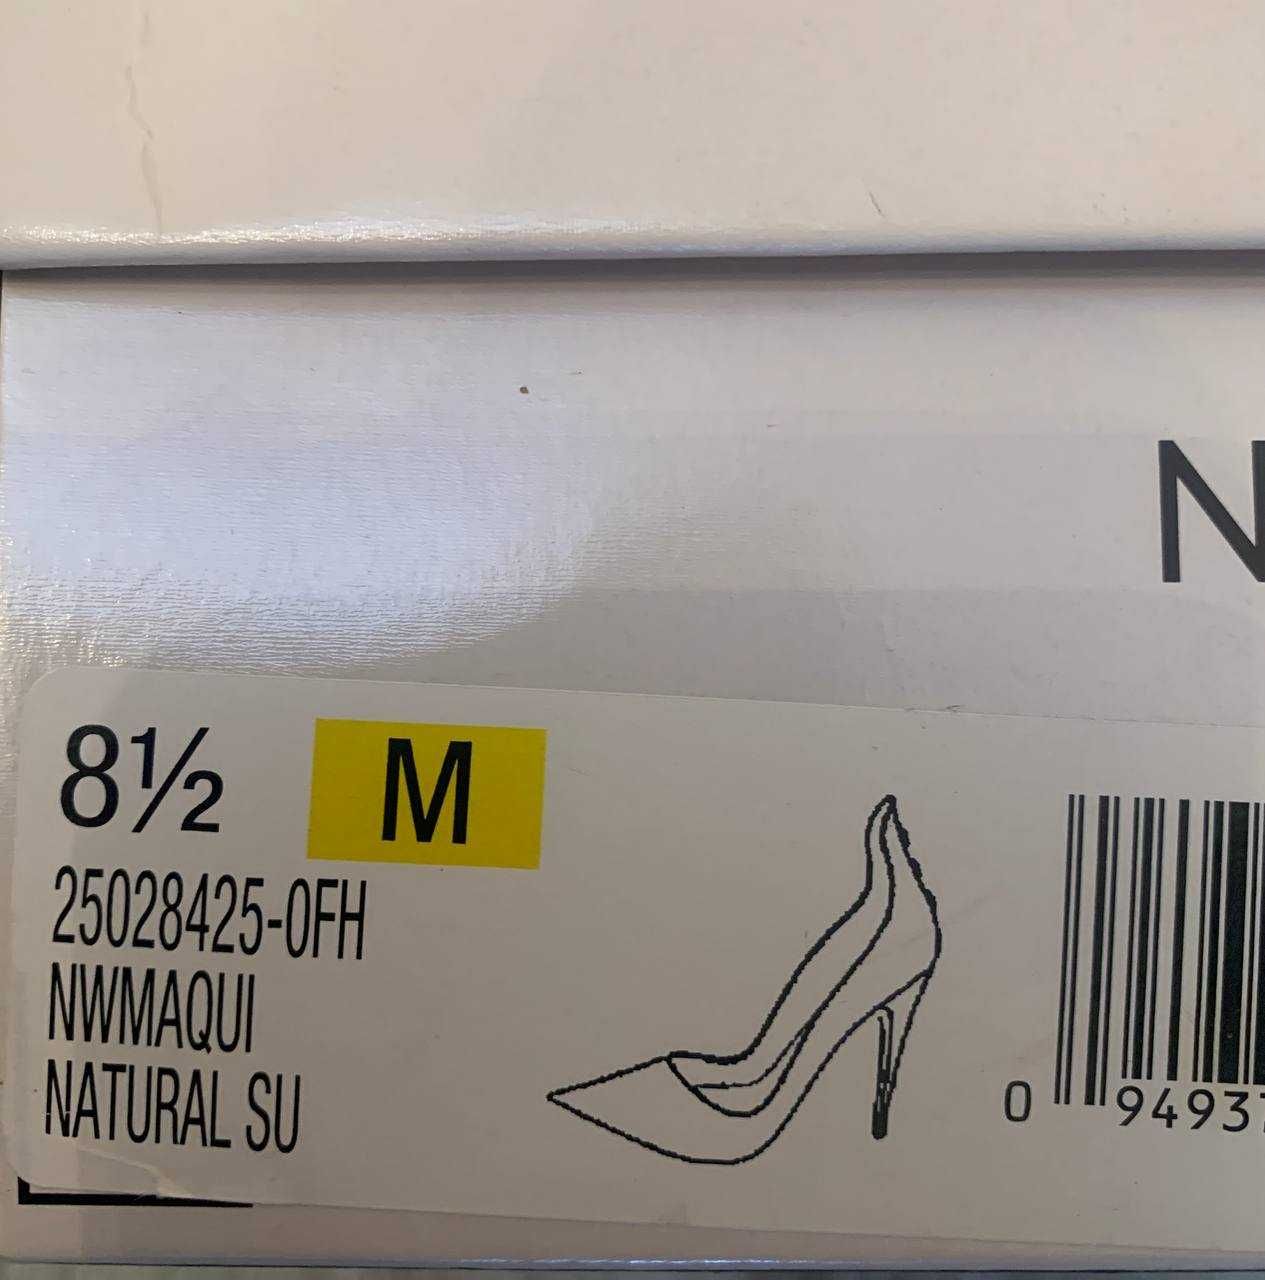 N
8½ M
25028425-0FH
NWMAQUI
NATURAL SU
0 9493